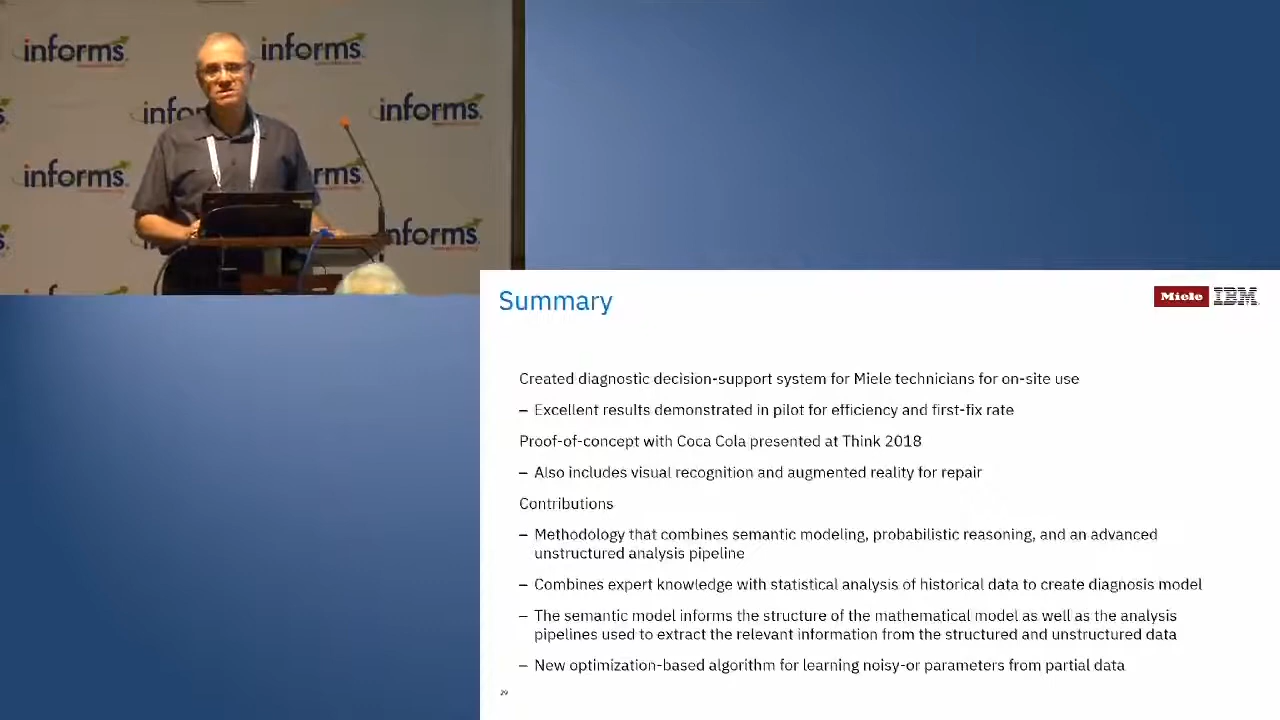 informs
informs
info
informs.
informs
rms
nforms.
Summary
Miele IBM
Created diagnostic decision-support system for Miele technicians for on-site use
– Excellent results demonstrated in pilot for efficiency and first-fix rate
Proof-of-concept with Coca Cola presented at Think 2018
– Also includes visual recognition and augmented reality for repair
Contributions
– Methodology that combines semantic modeling, probabilistic reasoning, and an advanced
unstructured analysis pipeline
– Combines expert knowledge with statistical analysis of historical data to create diagnosis model
– The semantic model informs the structure of the mathematical model as well as the analysis
pipelines used to extract the relevant information from the structured and unstructured data
– New optimization-based algorithm for learning noisy-or parameters from partial data